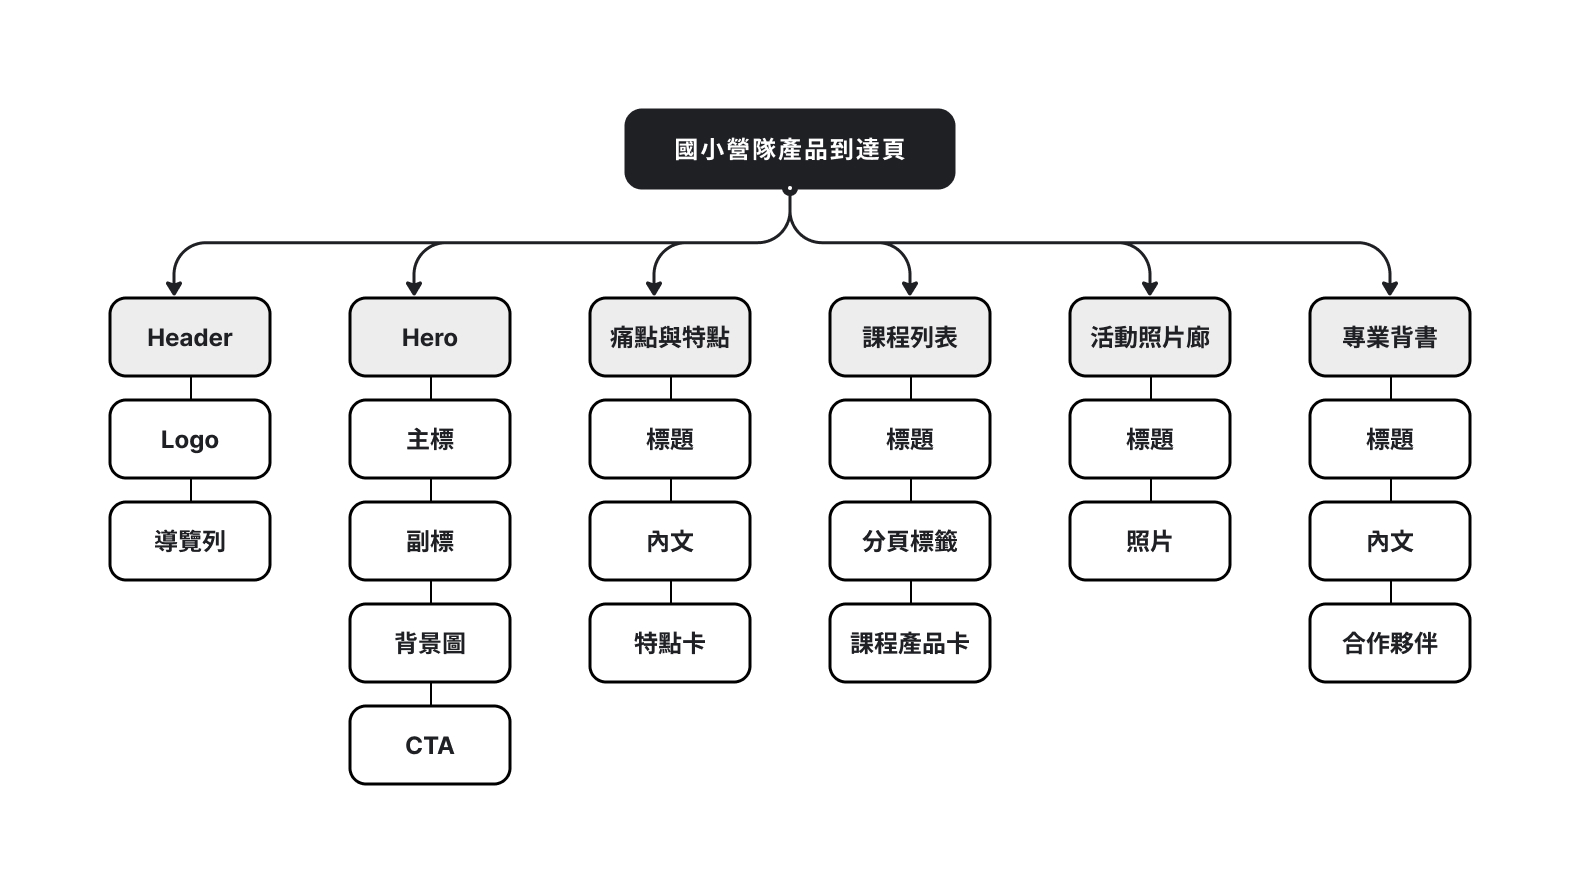 國小營隊產品到達頁
Header
Logo
導覽列
Hero
主標
副標
背景圖
CTA
痛點與特點
標題
內文
特點卡
課程列表
標題
分頁標籤
課程產品卡
活動照片廊
標題
照片
專業背書
標題
內文
合作夥伴